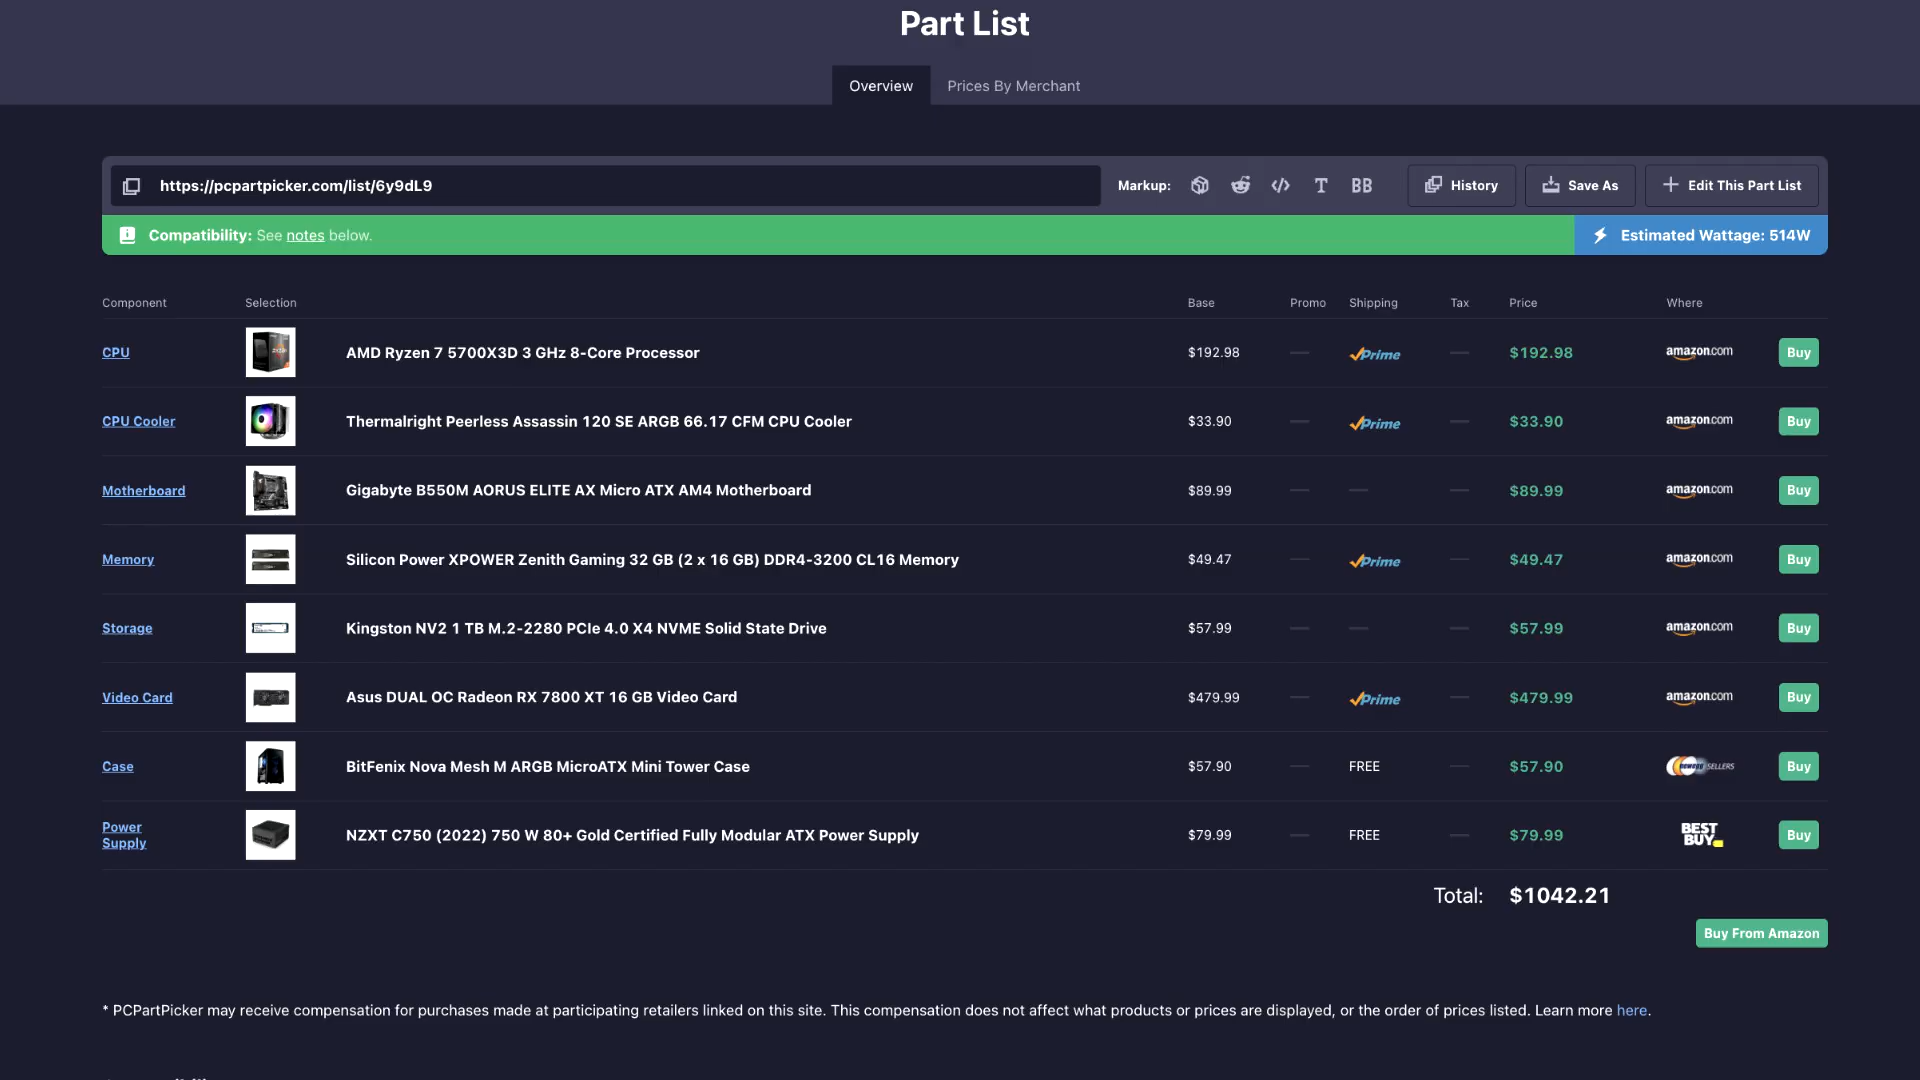 Part List
Overview Prices By Merchant
https://pcpartpicker.com/list/6y9dL9 Markup: BB History Save As Edit This Part List
Compatibility: See notes below. Estimated Wattage: 514W
Component Selection Base Promo Shipping Tax Price Where
CPU AMD Ryzen 7 5700X3D 3 GHz 8-Core Processor $192.98 — Prime — $192.98 amazon.com Buy
CPU Cooler Thermalright Peerless Assassin 120 SE ARGB 66.17 CFM CPU Cooler $33.90 — Prime — $33.90 amazon.com Buy
Motherboard Gigabyte B550M AORUS ELITE AX Micro ATX AM4 Motherboard $89.99 — — — $89.99 amazon.com Buy
Memory Silicon Power XPOWER Zenith Gaming 32 GB (2 x 16 GB) DDR4-3200 CL16 Memory $49.47 — Prime — $49.47 amazon.com Buy
Storage Kingston NV2 1 TB M.2-2280 PCIe 4.0 X4 NVME Solid State Drive $57.99 — — — $57.99 amazon.com Buy
Video Card Asus DUAL OC Radeon RX 7800 XT 16 GB Video Card $479.99 — Prime — $479.99 amazon.com Buy
Case BitFenix Nova Mesh M ARGB MicroATX Mini Tower Case $57.90 — FREE — $57.90 newegg SELLERS Buy
Power Supply NZXT C750 (2022) 750 W 80+ Gold Certified Fully Modular ATX Power Supply $79.99 — FREE — $79.99 BEST BUY Buy
Total: $1042.21
Buy From Amazon
* PCPartPicker may receive compensation for purchases made at participating retailers linked on this site. This compensation does not affect what products or prices are displayed, or the order of prices listed. Learn more here.